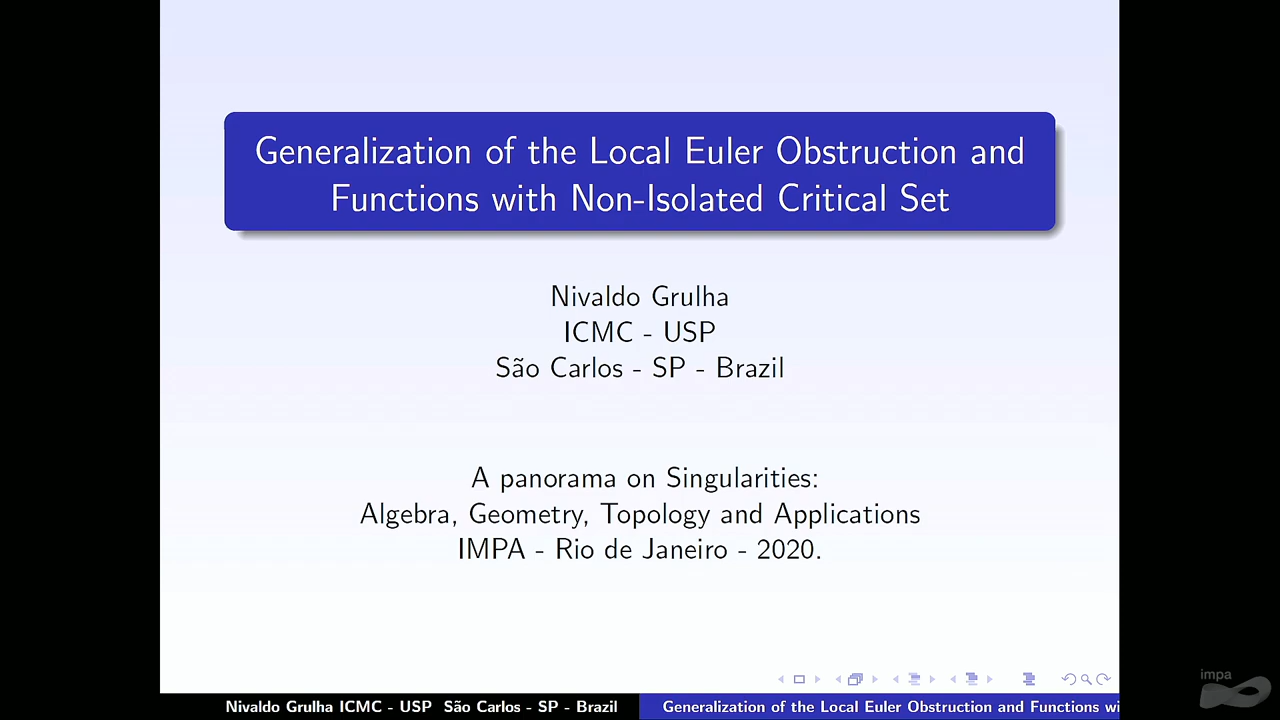 Generalization of the Local Euler Obstruction and
Functions with Non-Isolated Critical Set
Nivaldo Grulha
ICMC - USP
São Carlos - SP - Brazil
A panorama on Singularities:
Algebra, Geometry, Topology and Applications
IMPA - Rio de Janeiro - 2020.
impa
Nivaldo Grulha ICMC - USP São Carlos - SP - Brazil
Generalization of the Local Euler Obstruction and Functions wi